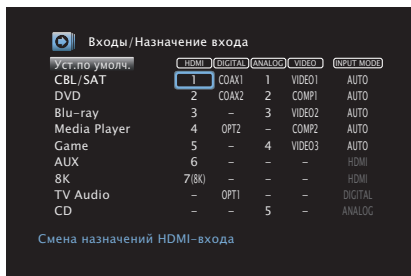 Входы/Назначение входа
Уст.по умолч. HDMI DIGITAL ANALOG VIDEO INPUT MODE
CBL/SAT 1 COAX1 1 VIDEO1 AUTO
DVD 2 COAX2 2 COMP1 AUTO
Blu-ray 3 – 3 VIDEO2 AUTO
Media Player 4 OPT2 – COMP2 AUTO
Game 5 – 4 VIDEO3 AUTO
AUX 6 – – – HDMI
8K 7(8K) – – – HDMI
TV Audio – OPT1 – – DIGITAL
CD – – 5 – ANALOG
Смена назначений HDMI-входа